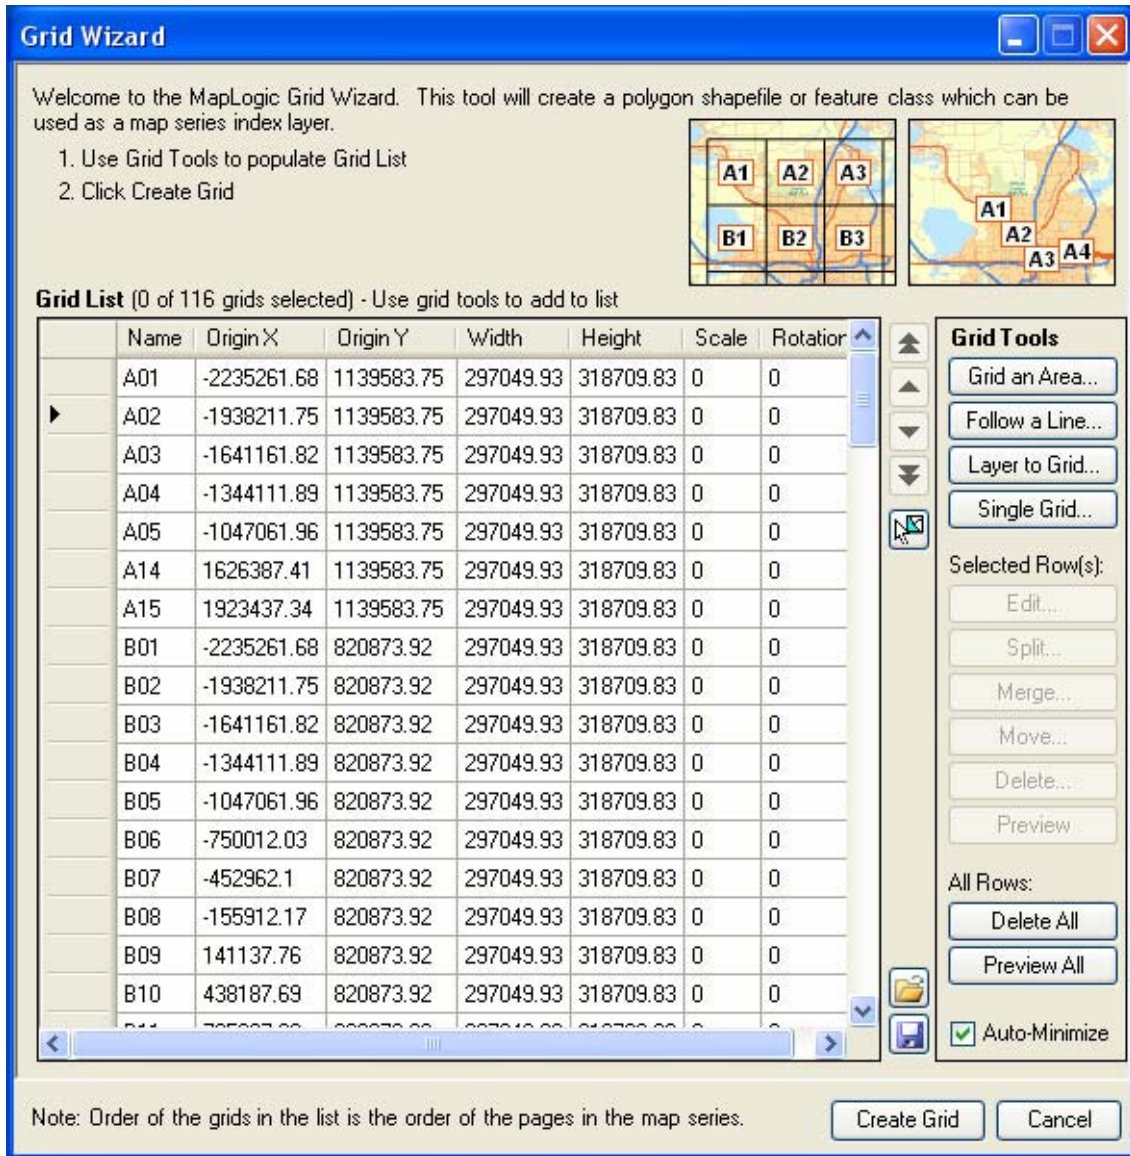 Grid Wizard
Welcome to the MapLogic Grid Wizard. This tool will create a polygon shapefile or feature class which can be
used as a map series index layer.
1. Use Grid Tools to populate Grid List
2. Click Create Grid
A1 A2 A3
B1 B2 B3
A1
A2
A3 A4
Grid List (0 of 116 grids selected) - Use grid tools to add to list
Name Origin X Origin Y Width Height Scale Rotation
A01 -2235261.68 1139583.75 297049.93 318709.83 0 0
A02 -1938211.75 1139583.75 297049.93 318709.83 0 0
A03 -1641161.82 1139583.75 297049.93 318709.83 0 0
A04 -1344111.89 1139583.75 297049.93 318709.83 0 0
A05 -1047061.96 1139583.75 297049.93 318709.83 0 0
A14 1626387.41 1139583.75 297049.93 318709.83 0 0
A15 1923437.34 1139583.75 297049.93 318709.83 0 0
B01 -2235261.68 820873.92 297049.93 318709.83 0 0
B02 -1938211.75 820873.92 297049.93 318709.83 0 0
B03 -1641161.82 820873.92 297049.93 318709.83 0 0
B04 -1344111.89 820873.92 297049.93 318709.83 0 0
B05 -1047061.96 820873.92 297049.93 318709.83 0 0
B06 -750012.03 820873.92 297049.93 318709.83 0 0
B07 -452962.1 820873.92 297049.93 318709.83 0 0
B08 -155912.17 820873.92 297049.93 318709.83 0 0
B09 141137.76 820873.92 297049.93 318709.83 0 0
B10 438187.69 820873.92 297049.93 318709.83 0 0
Grid Tools
Grid an Area...
Follow a Line...
Layer to Grid...
Single Grid...
Selected Row(s):
Edit...
Split...
Merge...
Move...
Delete...
Preview
All Rows:
Delete All
Preview All
Auto-Minimize
Note: Order of the grids in the list is the order of the pages in the map series.
Create Grid
Cancel